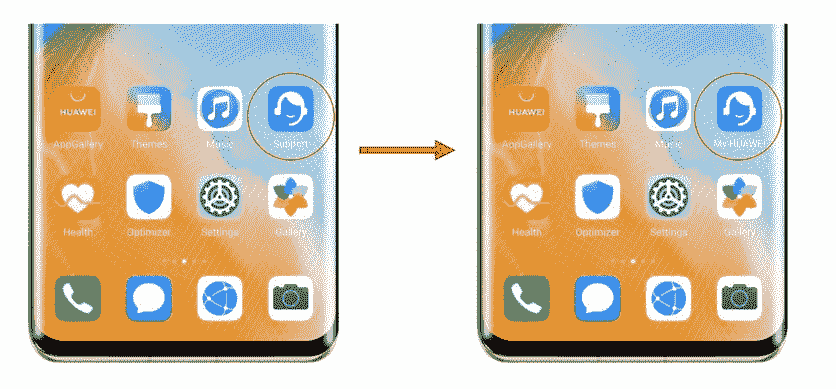 HUAWEI
AppGallery Themes Music Support
Health Optimizer Settings Gallery
HUAWEI
AppGallery Themes Music My HUAWEI
Health Optimizer Settings Gallery